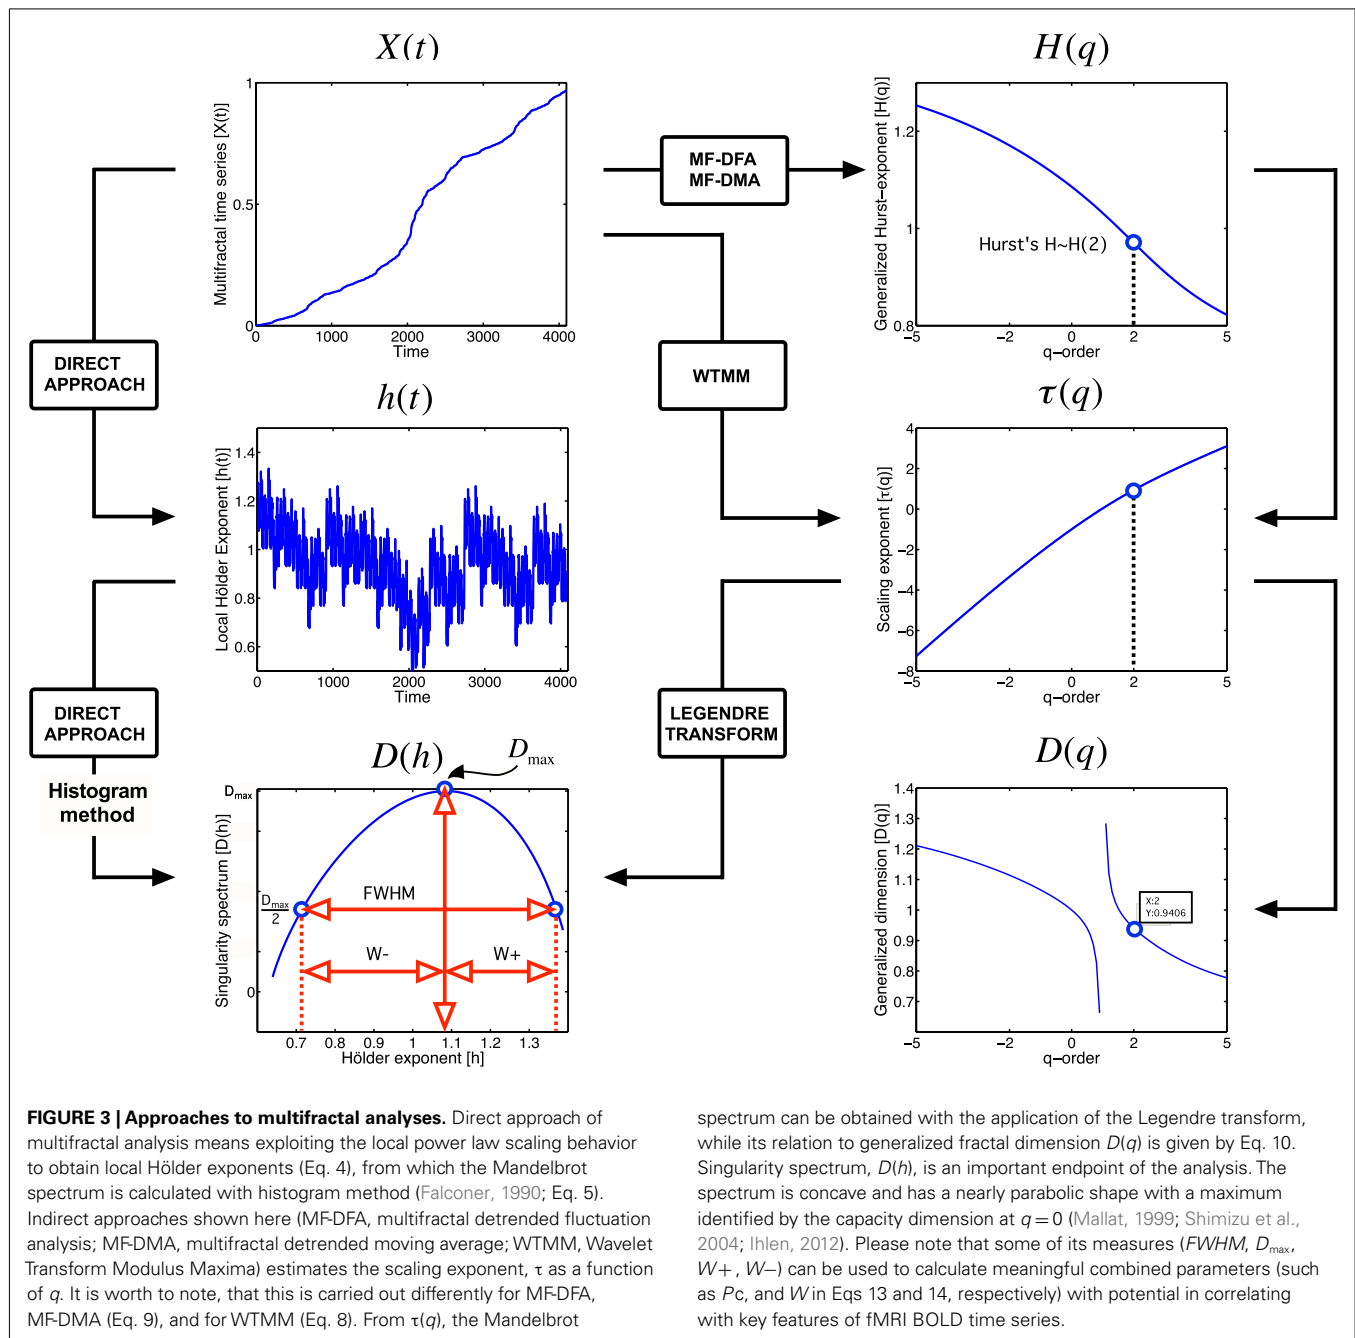 X(t)
Multifractal time series [X(t)]
1
0.5
0
0
1000
2000
3000
4000
Time
MF-DFA
MF-DMA
H(q)
Generalized Hurst-exponent [H(q)]
1.2
1
0.8
Hurst's H~H(2)
−5
−2
0
2
5
q−order
DIRECT
APPROACH
WTMM
h(t)
Local Hölder Exponent [h(t)]
1.4
1.2
1
0.8
0.6
0
1000
2000
3000
4000
Time
τ(q)
Scaling exponent [τ(q)
4
2
0
−2
−4
−6
−8
−5
−2
0
2
5
q−order
DIRECT
APPROACH
Histogram
method
LEGENDRE
TRANSFORM
D(h)
Dmax
Singularity spectrum [D(h)]
Dmax
Dmax
2
0
FWHM
W-
W+
0.7
0.8
0.9
1
1.1
1.2
1.3
Hölder exponent [h]
D(q)
Generalized dimension [D(q)]
1.4
1.3
1.2
1.1
1
0.9
0.8
0.7
X:2
Y:0.9406
−5
−2
0
2
5
q−order
FIGURE 3 | Approaches to multifractal analyses. Direct approach of
multifractal analysis means exploiting the local power law scaling behavior
to obtain local Hölder exponents (Eq. 4), from which the Mandelbrot
spectrum is calculated with histogram method (Falconer, 1990; Eq. 5).
Indirect approaches shown here (MF-DFA, multifractal detrended fluctuation
analysis; MF-DMA, multifractal detrended moving average; WTMM, Wavelet
Transform Modulus Maxima) estimates the scaling exponent, τ as a function
of q. It is worth to note, that this is carried out differently for MF-DFA,
MF-DMA (Eq. 9), and for WTMM (Eq. 8). From τ(q), the Mandelbrot
spectrum can be obtained with the application of the Legendre transform,
while its relation to generalized fractal dimension D(q) is given by Eq. 10.
Singularity spectrum, D(h), is an important endpoint of the analysis. The
spectrum is concave and has a nearly parabolic shape with a maximum
identified by the capacity dimension at q = 0 (Mallat, 1999; Shimizu et al.,
2004; Ihlen, 2012). Please note that some of its measures (FWHM, Dmax,
W+, W−) can be used to calculate meaningful combined parameters (such
as Pc, and W in Eqs 13 and 14, respectively) with potential in correlating
with key features of fMRI BOLD time series.